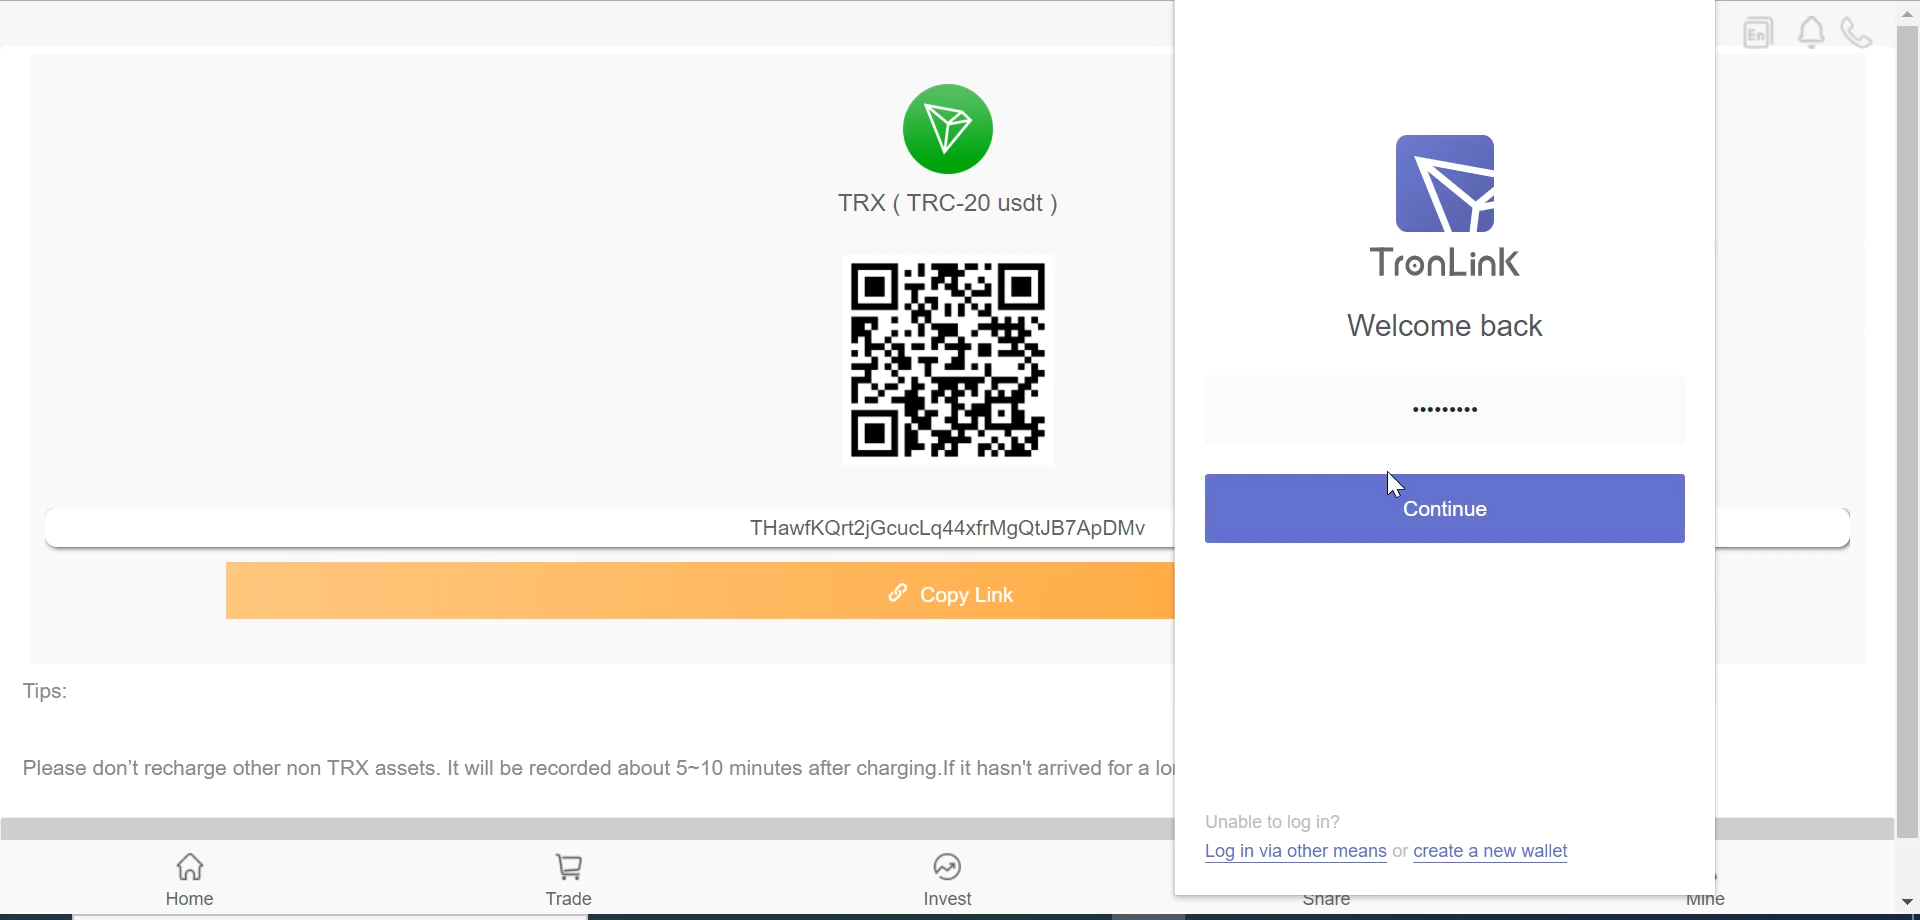 En
TRX ( TRC-20 usdt )
THawfKQrt2jGcucLq44xfrMgQtJB7ApDMv
Copy Link
Tips:
Please don't recharge other non TRX assets. It will be recorded about 5~10 minutes after charging.If it hasn't arrived for a lo
Home
Trade
Invest
Share
Mine
TronLink
Welcome back
•••••••••
Continue
Unable to log in?
Log in via other means or create a new wallet